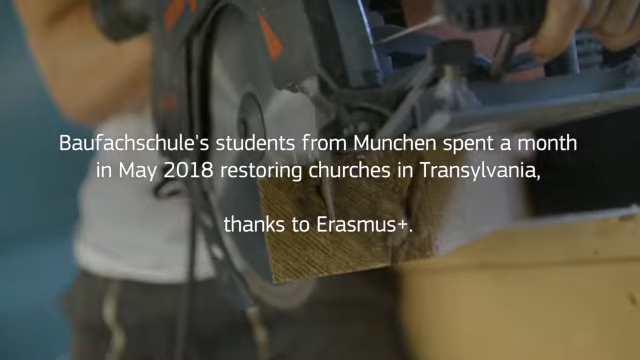 Baufachschule's students from Munchen spent a month
in May 2018 restoring churches in Transylvania,
thanks to Erasmus+.